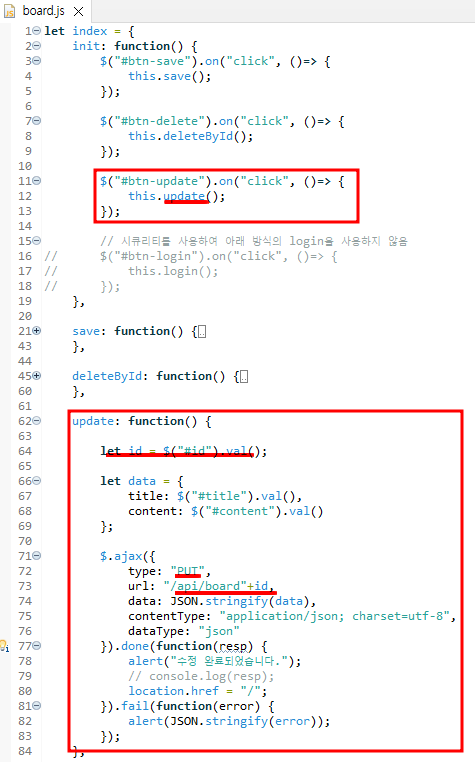 board.js
1 let index = {
2 init: function() {
3 $("#btn-save").on("click", ()=> {
4 this.save();
5 });
6
7 $("#btn-delete").on("click", ()=> {
8 this.deleteById();
9 });
10
11 $("#btn-update").on("click", ()=> {
12 this.update();
13 });
14
15 // 시큐리티를 사용하여 아래 방식의 login을 사용하지 않음
16 // $("#btn-login").on("click", ()=> {
17 // this.login();
18 // });
19 },
20
21 save: function() {
43 },
44
45 deleteById: function() {
60 },
61
62 update: function() {
63
64 let id = $("#id").val();
65
66 let data = {
67 title: $("#title").val(),
68 content: $("#content").val()
69 };
70
71 $.ajax({
72 type: "PUT",
73 url: "/api/board"+id,
74 data: JSON.stringify(data),
75 contentType: "application/json; charset=utf-8",
76 dataType: "json"
77 }).done(function(resp) {
78 alert("수정 완료되었습니다.");
79 // console.log(resp);
80 location.href = "/";
81 }).fail(function(error) {
82 alert(JSON.stringify(error));
83 });
84 },